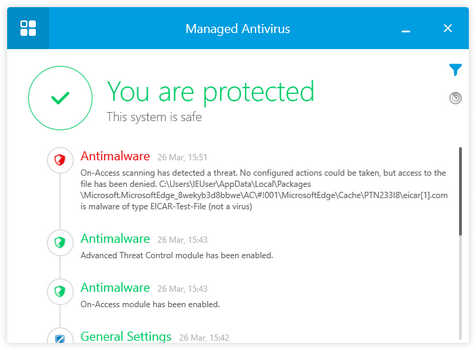 Managed Antivirus
You are protected
This system is safe
Antimalware 26 Mar, 15:51
On-Access scanning has detected a threat. No configured actions could be taken, but access to
the file has been denied. C:\Users\IEUser\AppData\Local\Packages
\Microsoft.MicrosoftEdge_8wekyb3d8bbwe\AC\#!001\MicrosoftEdge\Cache\PTN233I8\eicar[1].com
is malware of type EICAR-Test-File (not a virus)
Antimalware 26 Mar, 15:43
Advanced Threat Control module has been enabled.
Antimalware 26 Mar, 15:43
On-Access module has been enabled.
General Settings 26 Mar, 15:42